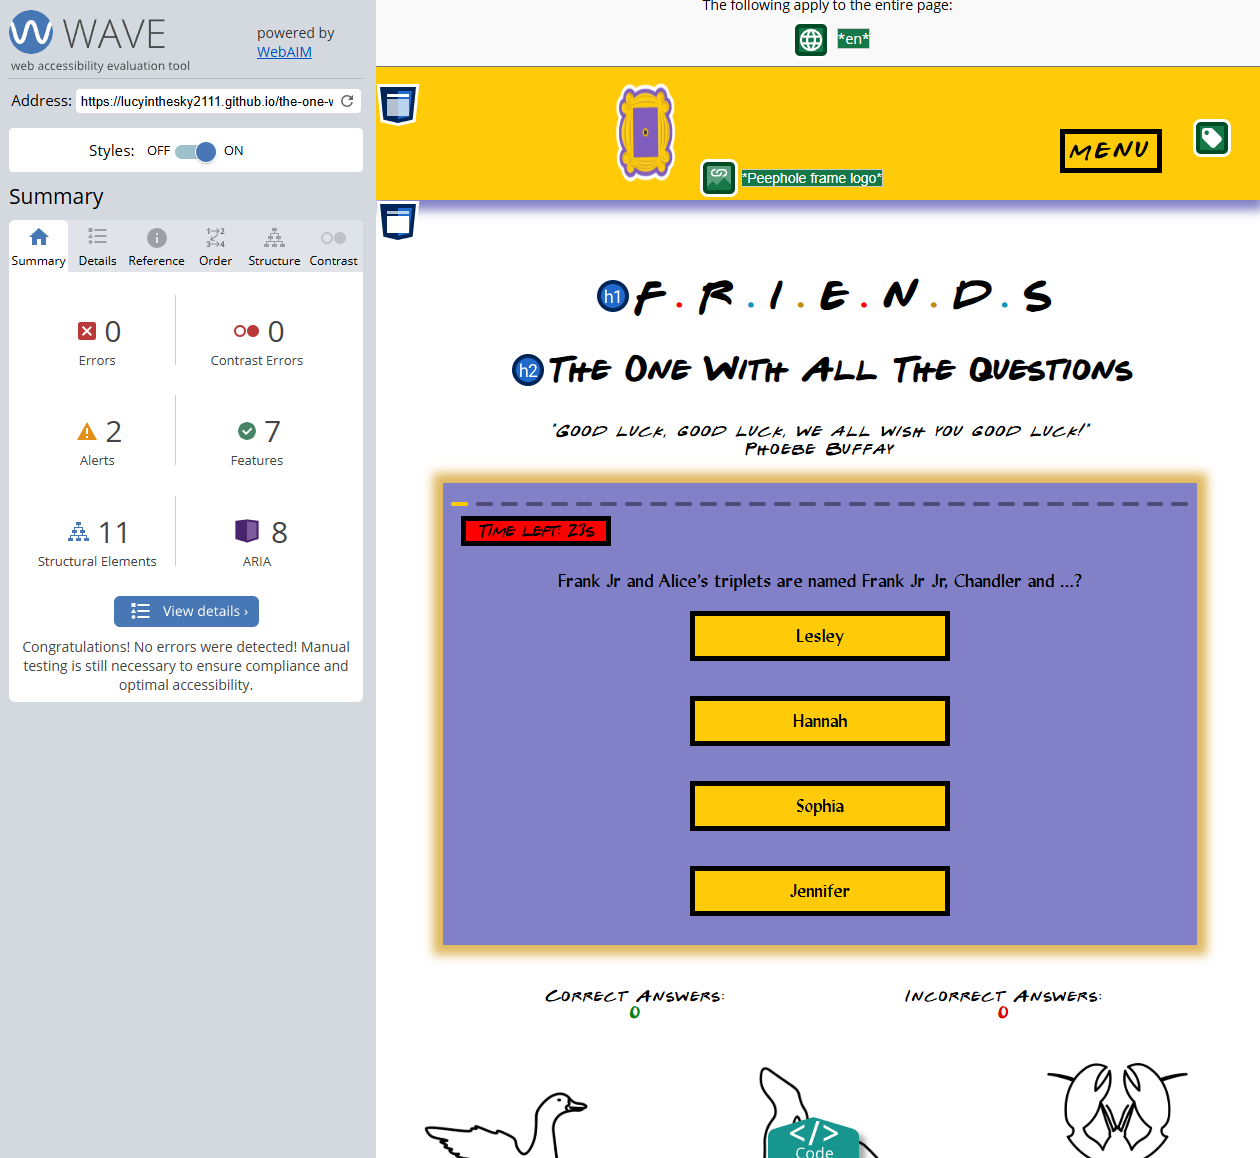 WAVE
web accessibility evaluation tool
powered by
WebAIM
Address: https://lucyinthesky2111.github.io/the-one-w
Styles: OFF ON
Summary
Summary Details Reference Order Structure Contrast
0 Errors
0 Contrast Errors
2 Alerts
7 Features
11 Structural Elements
8 ARIA
View details ›
Congratulations! No errors were detected! Manual
testing is still necessary to ensure compliance and
optimal accessibility.
The following apply to the entire page:
*en*
*Peephole frame logo*
MENU
h1 F.R.I.E.N.D.S
h2 The One With All The Questions
"Good luck, good luck, we all wish you good luck!"
Phoebe Buffay
Time Left: 23s
Frank Jr and Alice's triplets are named Frank Jr Jr, Chandler and ...?
Lesley
Hannah
Sophia
Jennifer
Correct Answers:
0
Incorrect Answers:
0
</>
Code